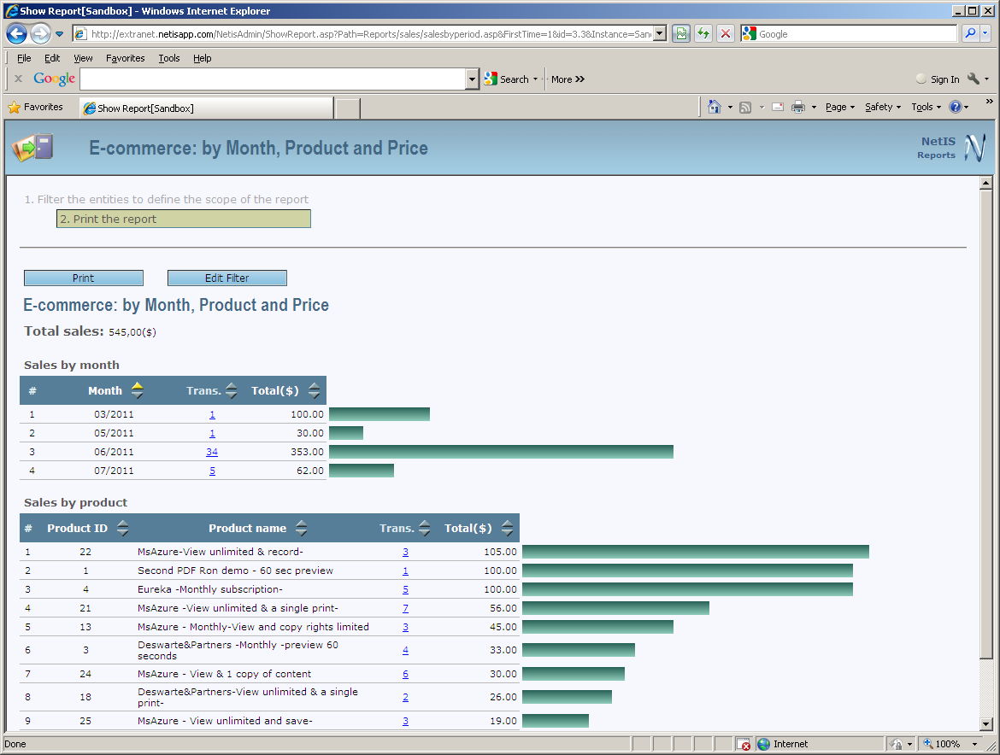 Show Report[Sandbox] - Windows Internet Explorer
http://extranet.netisapp.com/NetisAdmin/ShowReport.asp?Path=Reports/sales/salesbyperiod.asp&FirstTime=1&id=3.3&Instance=San
Google
File Edit View Favorites Tools Help
x Google Search More >> Sign In
Favorites Show Report[Sandbox] Page Safety Tools
E-commerce: by Month, Product and Price
NetIS
Reports
1. Filter the entities to define the scope of the report
2. Print the report
Print Edit Filter
E-commerce: by Month, Product and Price
Total sales: 545,00($)
Sales by month
# Month Trans. Total($)
1 03/2011 1 100.00
2 05/2011 1 30.00
3 06/2011 34 353.00
4 07/2011 5 62.00
Sales by product
# Product ID Product name Trans. Total($)
1 22 MsAzure-View unlimited & record- 3 105.00
2 1 Second PDF Ron demo - 60 sec preview 1 100.00
3 4 Eureka -Monthly subscription- 5 100.00
4 21 MsAzure -View unlimited & a single print- 7 56.00
5 13 MsAzure - Monthly-View and copy rights limited 3 45.00
6 3 Deswarte&Partners -Monthly -preview 60 4 33.00
seconds
7 24 MsAzure - View & 1 copy of content 6 30.00
8 18 Deswarte&Partners-View unlimited & a single 2 26.00
print-
9 25 MsAzure - View unlimited and save- 3 19.00
Done Internet 100%